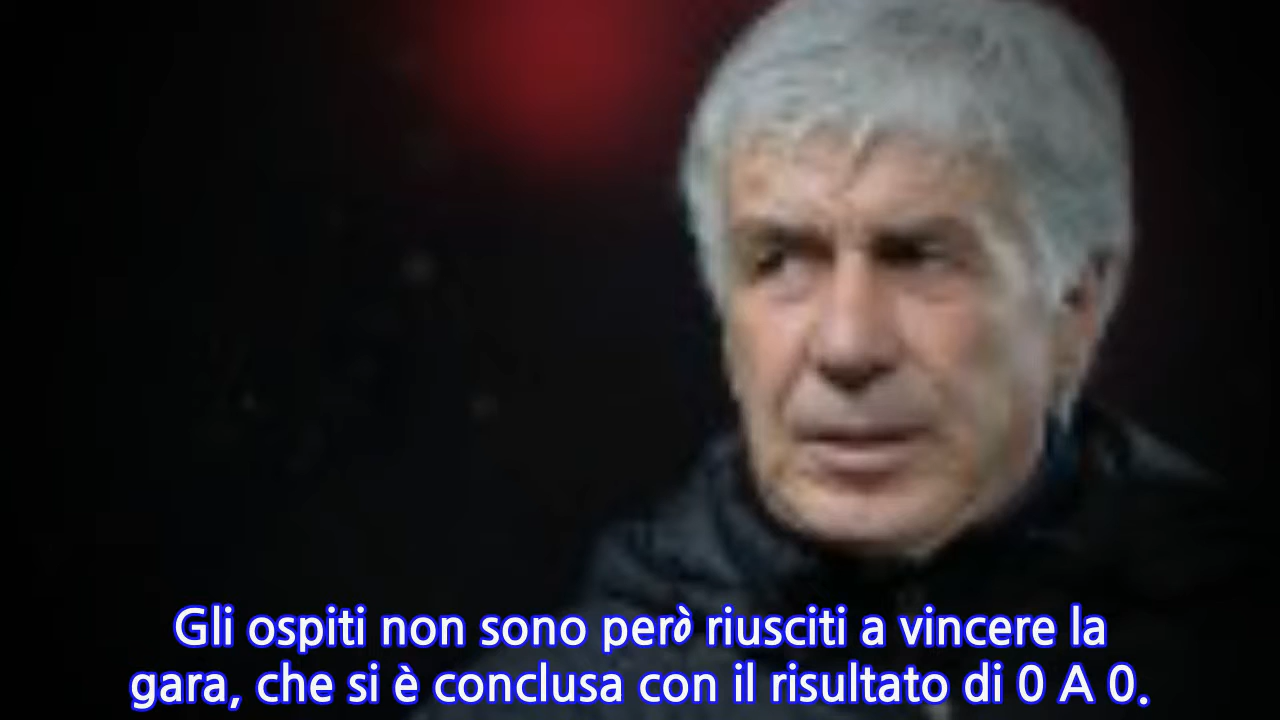 Gli ospiti non sono però riusciti a vincere la
gara, che si è conclusa con il risultato di 0 A 0.